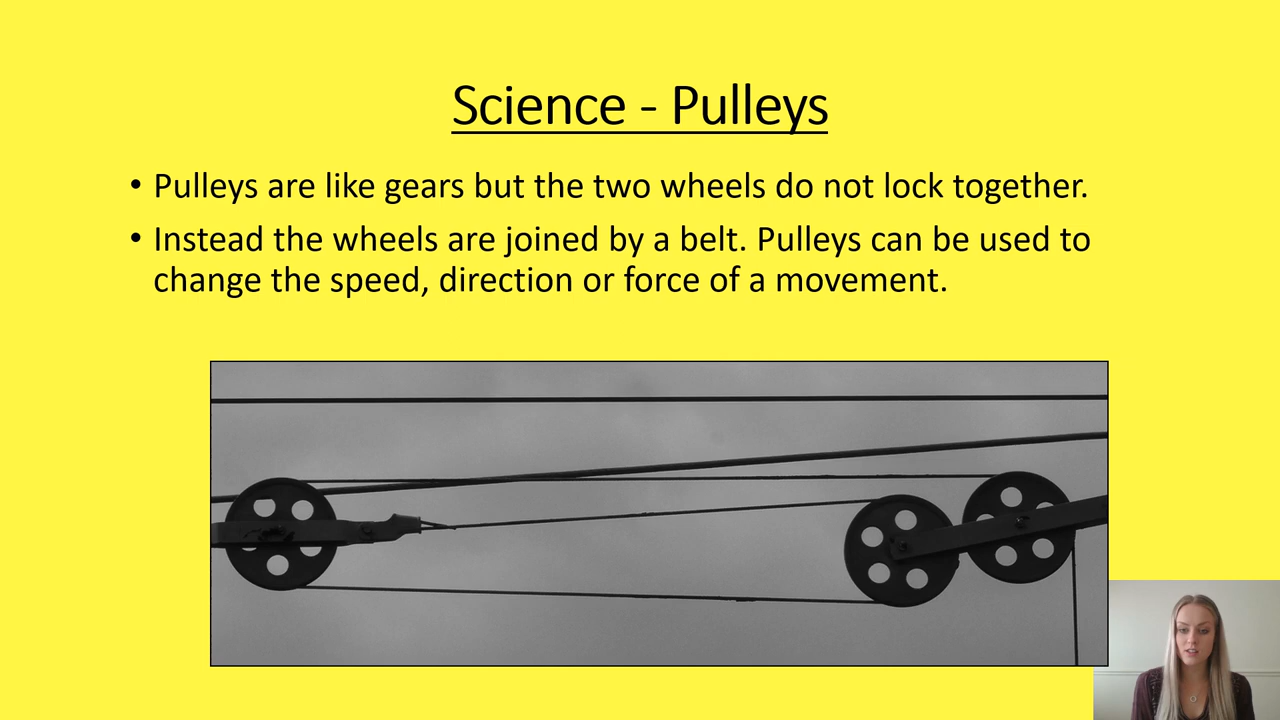 Science - Pulleys
• Pulleys are like gears but the two wheels do not lock together.
• Instead the wheels are joined by a belt. Pulleys can be used to
change the speed, direction or force of a movement.